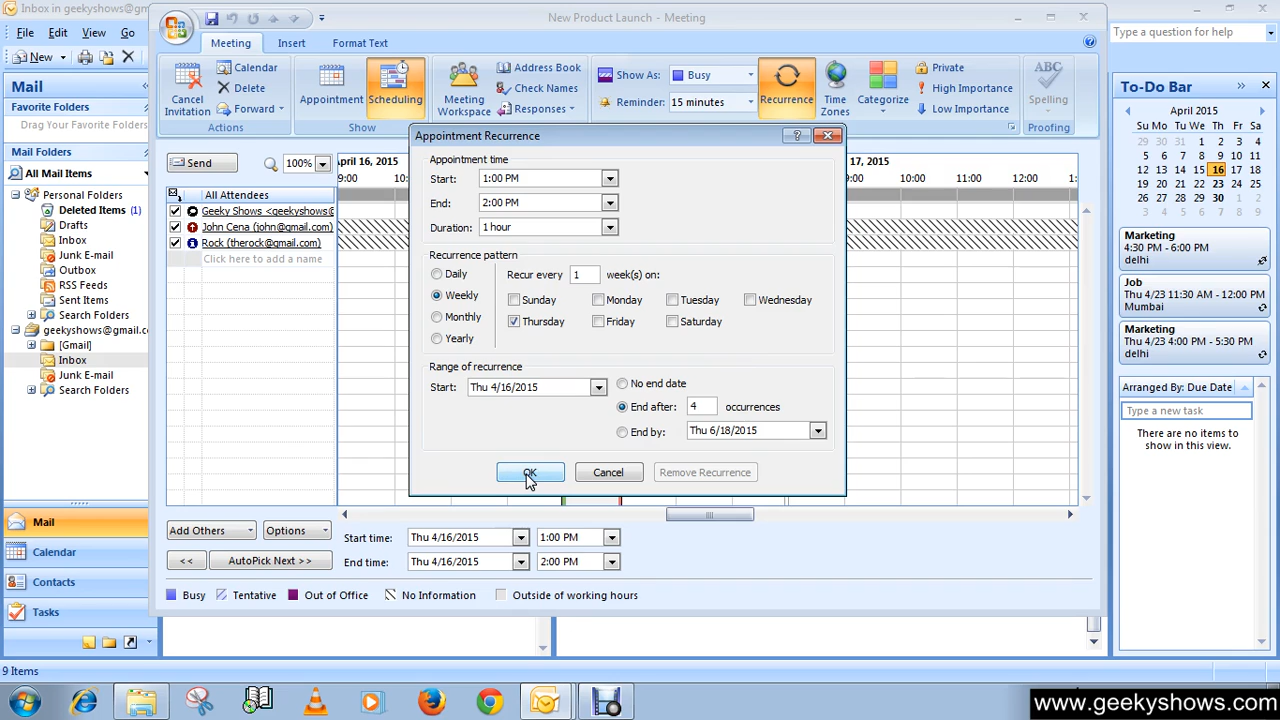 Inbox in geekyshows@gm
New Product Launch - Meeting
File Edit View Go
Type a question for help
Meeting Insert Format Text
New
Cancel Invitation
Calendar
Delete
Forward
Actions
Appointment
Scheduling
Show
Meeting Workspace
Address Book
Check Names
Responses
Show As: Busy
Reminder: 15 minutes
Recurrence
Time Zones
Categorize
Private
High Importance
Low Importance
ABC
Spelling
Proofing
Mail
Favorite Folders
Drag Your Favorite Folders
Mail Folders
All Mail Items
Personal Folders
Deleted Items (1)
Drafts
Inbox
Junk E-mail
Outbox
RSS Feeds
Sent Items
Search Folders
geekyshows@gmail.co
[Gmail]
Inbox
Junk E-mail
Search Folders
Mail
Calendar
Contacts
Tasks
9 Items
Send
100%
All Attendees
Geeky Shows <geekyshows@
John Cena (john@gmail.com)
Rock (therock@gmail.com)
Click here to add a name
April 16, 2015
9:00 10:
17, 2015
9:00 10:00 11:00 12:00 1:
Appointment Recurrence
Appointment time
Start: 1:00 PM
End: 2:00 PM
Duration: 1 hour
Recurrence pattern
Daily
Weekly
Monthly
Yearly
Recur every 1 week(s) on:
Sunday Monday Tuesday Wednesday
Thursday Friday Saturday
Range of recurrence
Start: Thu 4/16/2015
No end date
End after: 4 occurrences
End by: Thu 6/18/2015
OK Cancel Remove Recurrence
Add Others Options
<< AutoPick Next >>
Start time: Thu 4/16/2015 1:00 PM
End time: Thu 4/16/2015 2:00 PM
Busy Tentative Out of Office No Information Outside of working hours
To-Do Bar
April 2015
Su Mo Tu We Th Fr Sa
29 30 31 1 2 3 4
5 6 7 8 9 10 11
12 13 14 15 16 17 18
19 20 21 22 23 24 25
26 27 28 29 30 1 2
3 4 5 6 7 8 9
Marketing
4:30 PM - 6:00 PM
delhi
Job
Thu 4/23 11:30 AM - 12:00 PM
Mumbai
Marketing
Thu 4/23 4:00 PM - 5:30 PM
delhi
Arranged By: Due Date
Type a new task
There are no items to
show in this view.
www.geekyshows.com